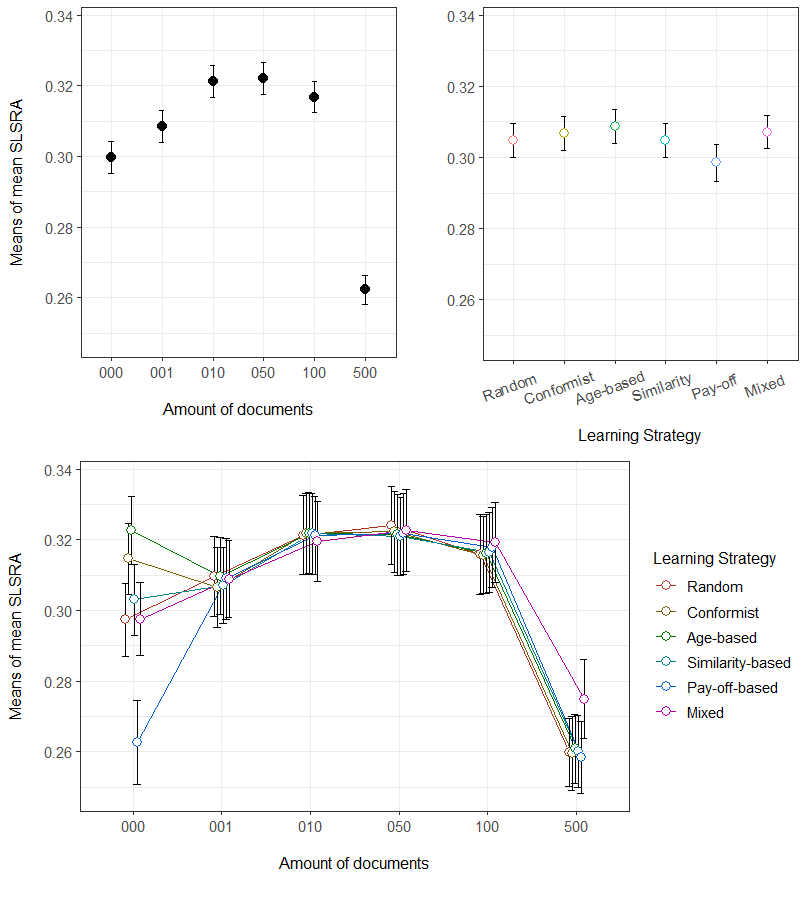 Means of mean SLSRA
0.34
0.32
0.30
0.28
0.26
000 001 010 050 100 500
Amount of documents
0.34
0.32
0.30
0.28
0.26
Random Conformist Age-based Similarity Pay-off Mixed
Learning Strategy
Means of mean SLSRA
0.34
0.32
0.30
0.28
0.26
000 001 010 050 100 500
Amount of documents
Learning Strategy
Random
Conformist
Age-based
Similarity-based
Pay-off-based
Mixed